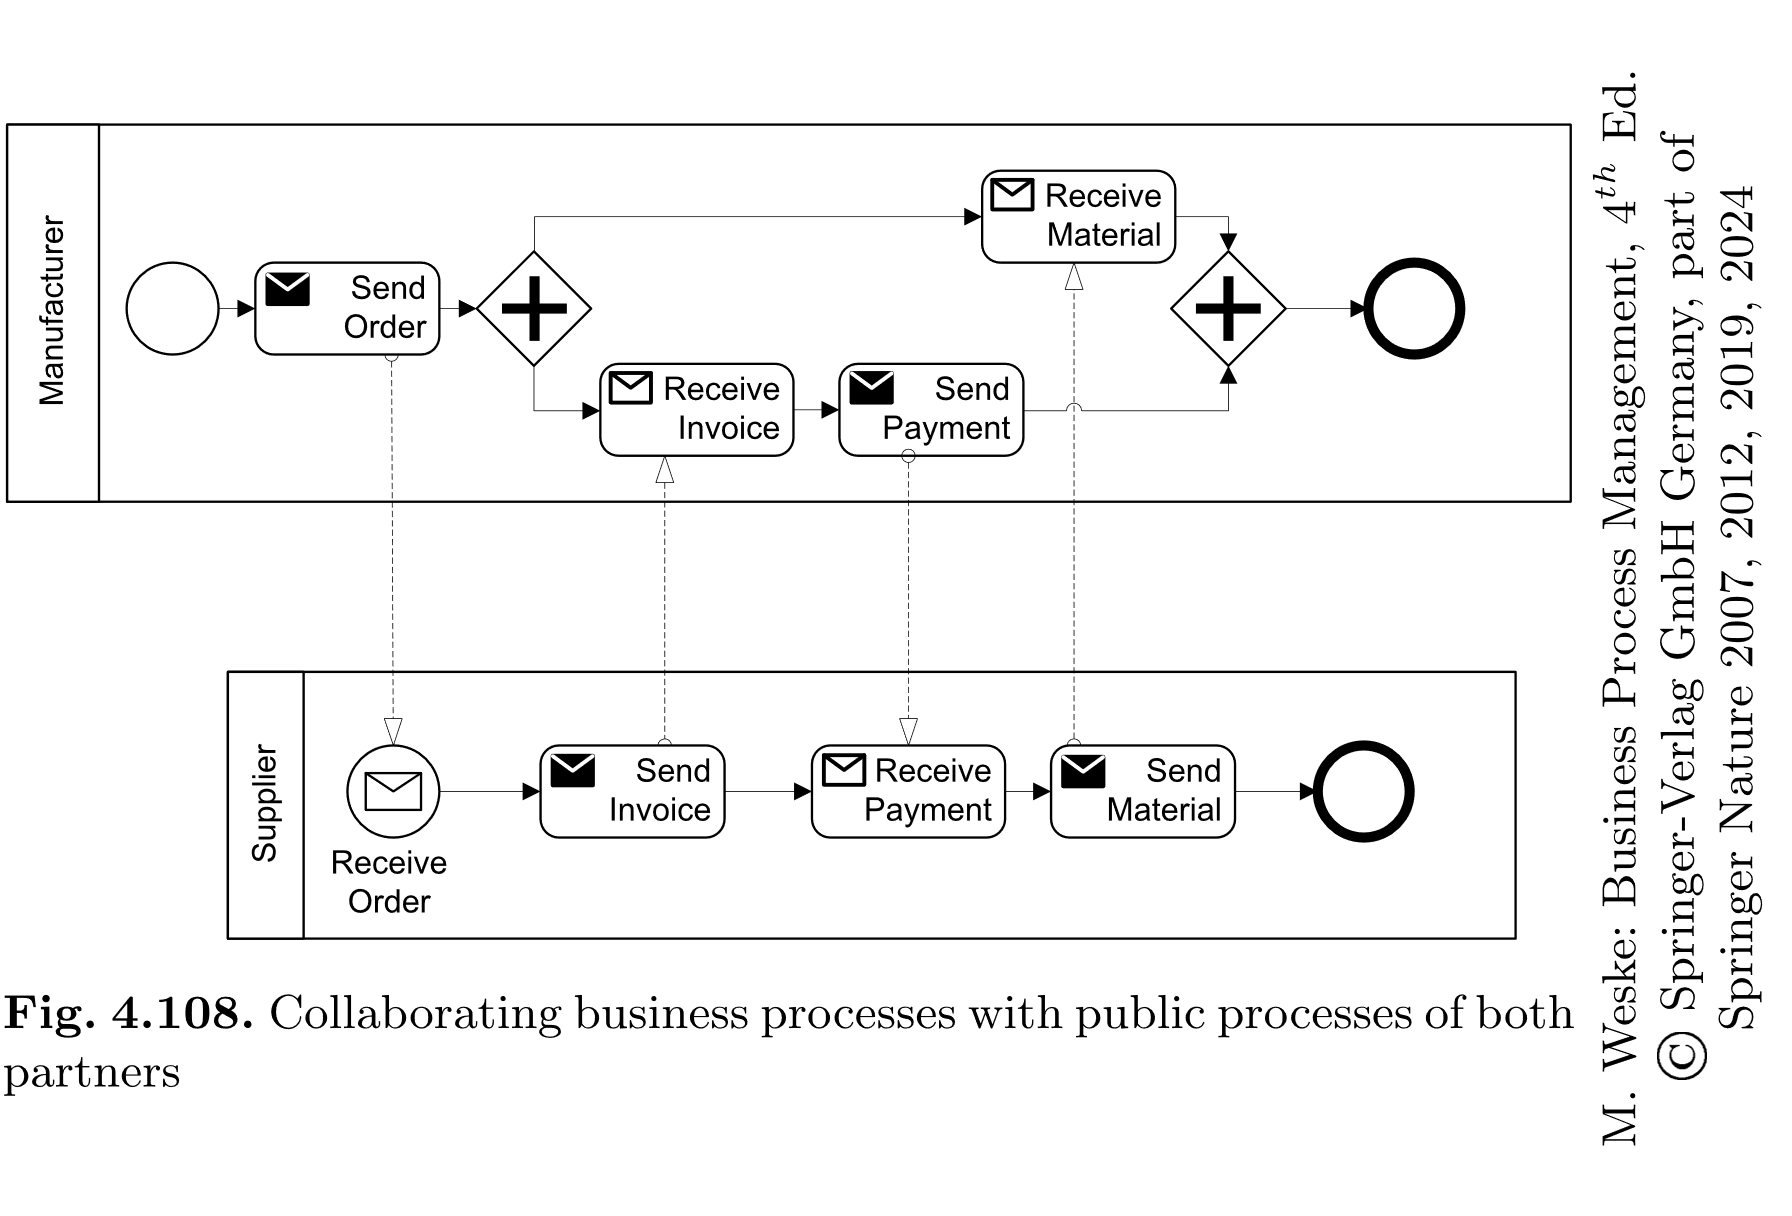 Manufacturer
Send
Order
Receive
Invoice
Send
Payment
Receive
Material
Supplier
Receive
Order
Send
Invoice
Receive
Payment
Send
Material
Fig. 4.108. Collaborating business processes with public processes of both
partners
M. Weske: Business Process Management, 4th Ed.
© Springer-Verlag GmbH Germany, part of
Springer Nature 2007, 2012, 2019, 2024